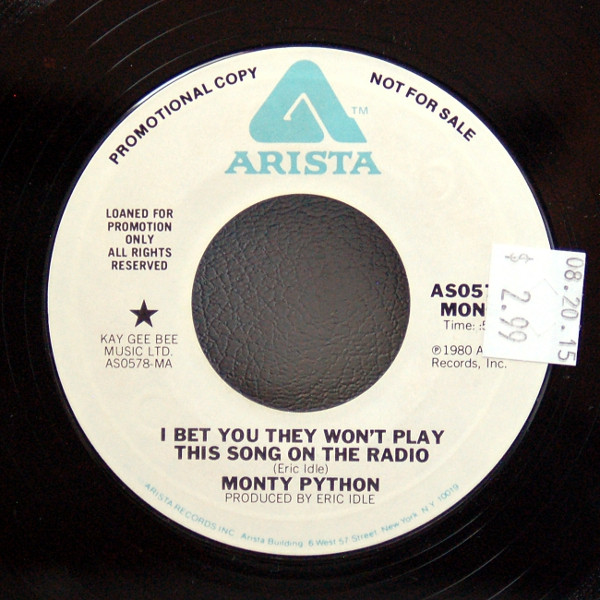 PROMOTIONAL COPY
NOT FOR SALE
TM
ARISTA
LOANED FOR
PROMOTION
ONLY
ALL RIGHTS
RESERVED
KAY GEE BEE
MUSIC LTD.
AS0578-MA
AS057
MON
Time: :5
℗1980 A
Records, Inc.
08.20.15
$ 2.99
I BET YOU THEY WON'T PLAY
THIS SONG ON THE RADIO
(Eric Idle)
MONTY PYTHON
PRODUCED BY ERIC IDLE
ARISTA RECORDS INC. Arista Building, 6 West 57 Street, New York, N.Y. 10019